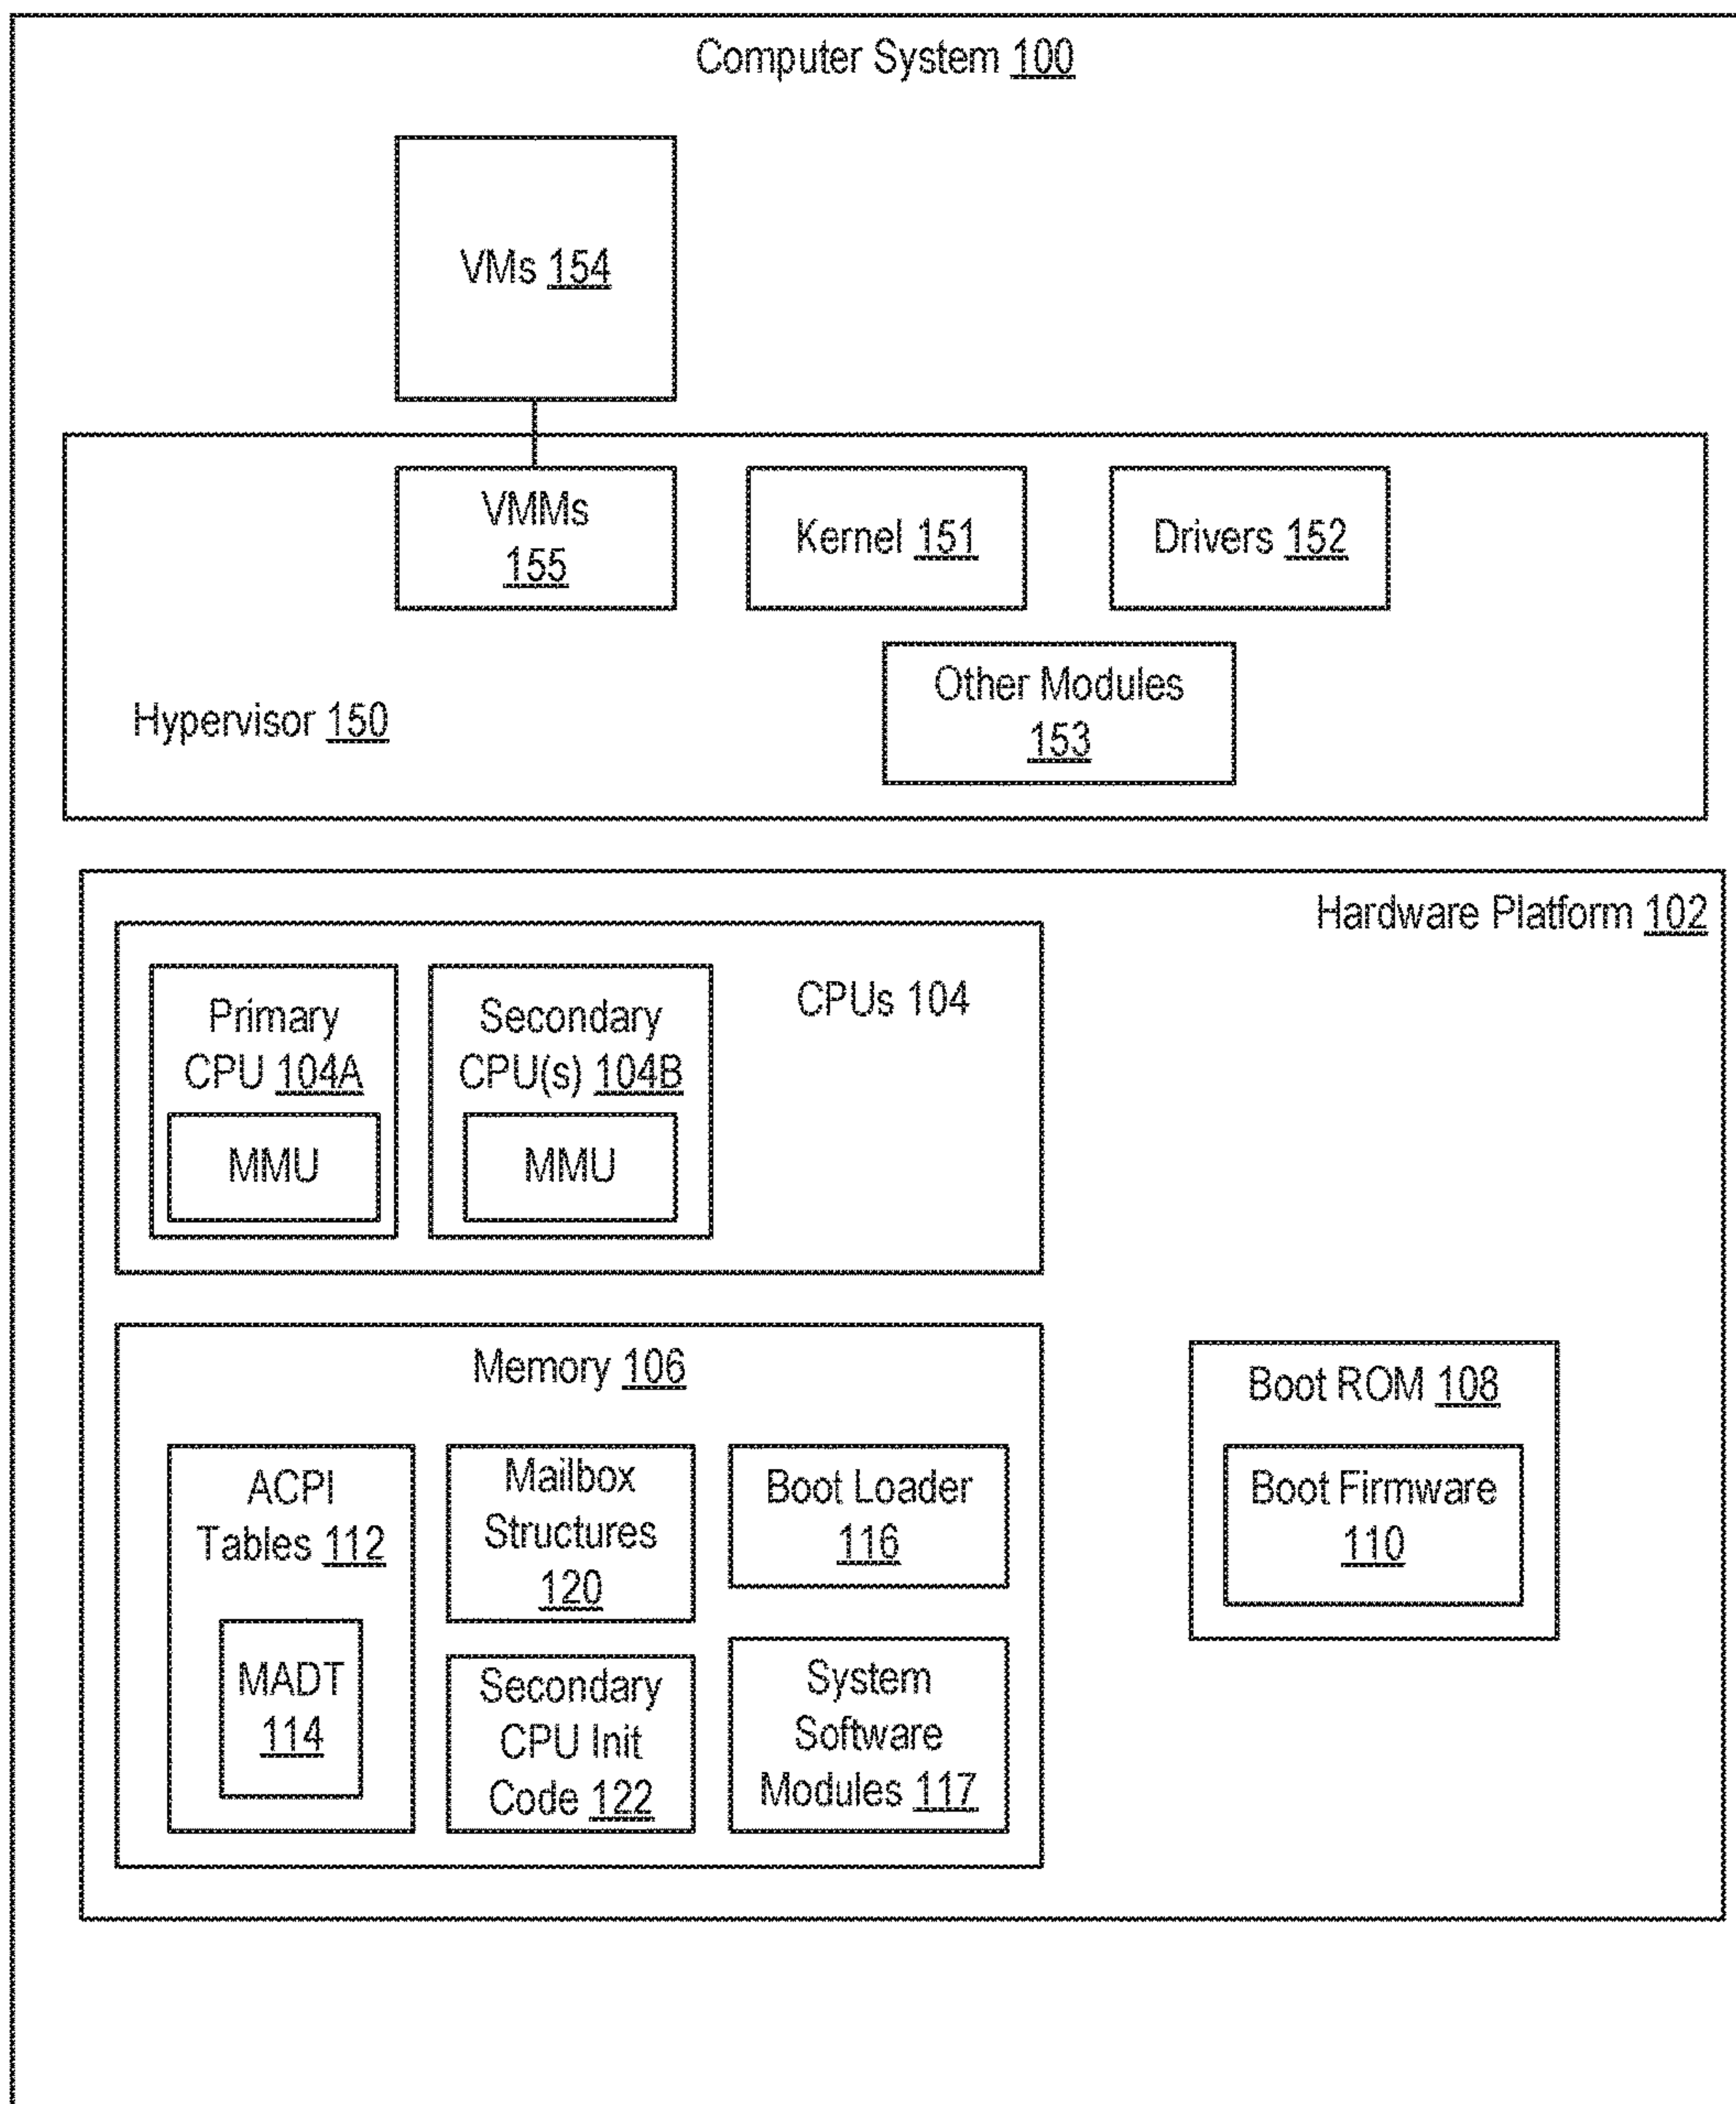 Computer System 100
VMs 154
VMMs
155
Kernel 151
Drivers 152
Other Modules
153
Hypervisor 150
Hardware Platform 102
CPUs 104
Primary
CPU 104A
MMU
Secondary
CPU(s) 104B
MMU
Memory 106
ACPI
Tables 112
MADT
114
Mailbox
Structures
120
Secondary
CPU Init
Code 122
Boot Loader
116
System
Software
Modules 117
Boot ROM 108
Boot Firmware
110